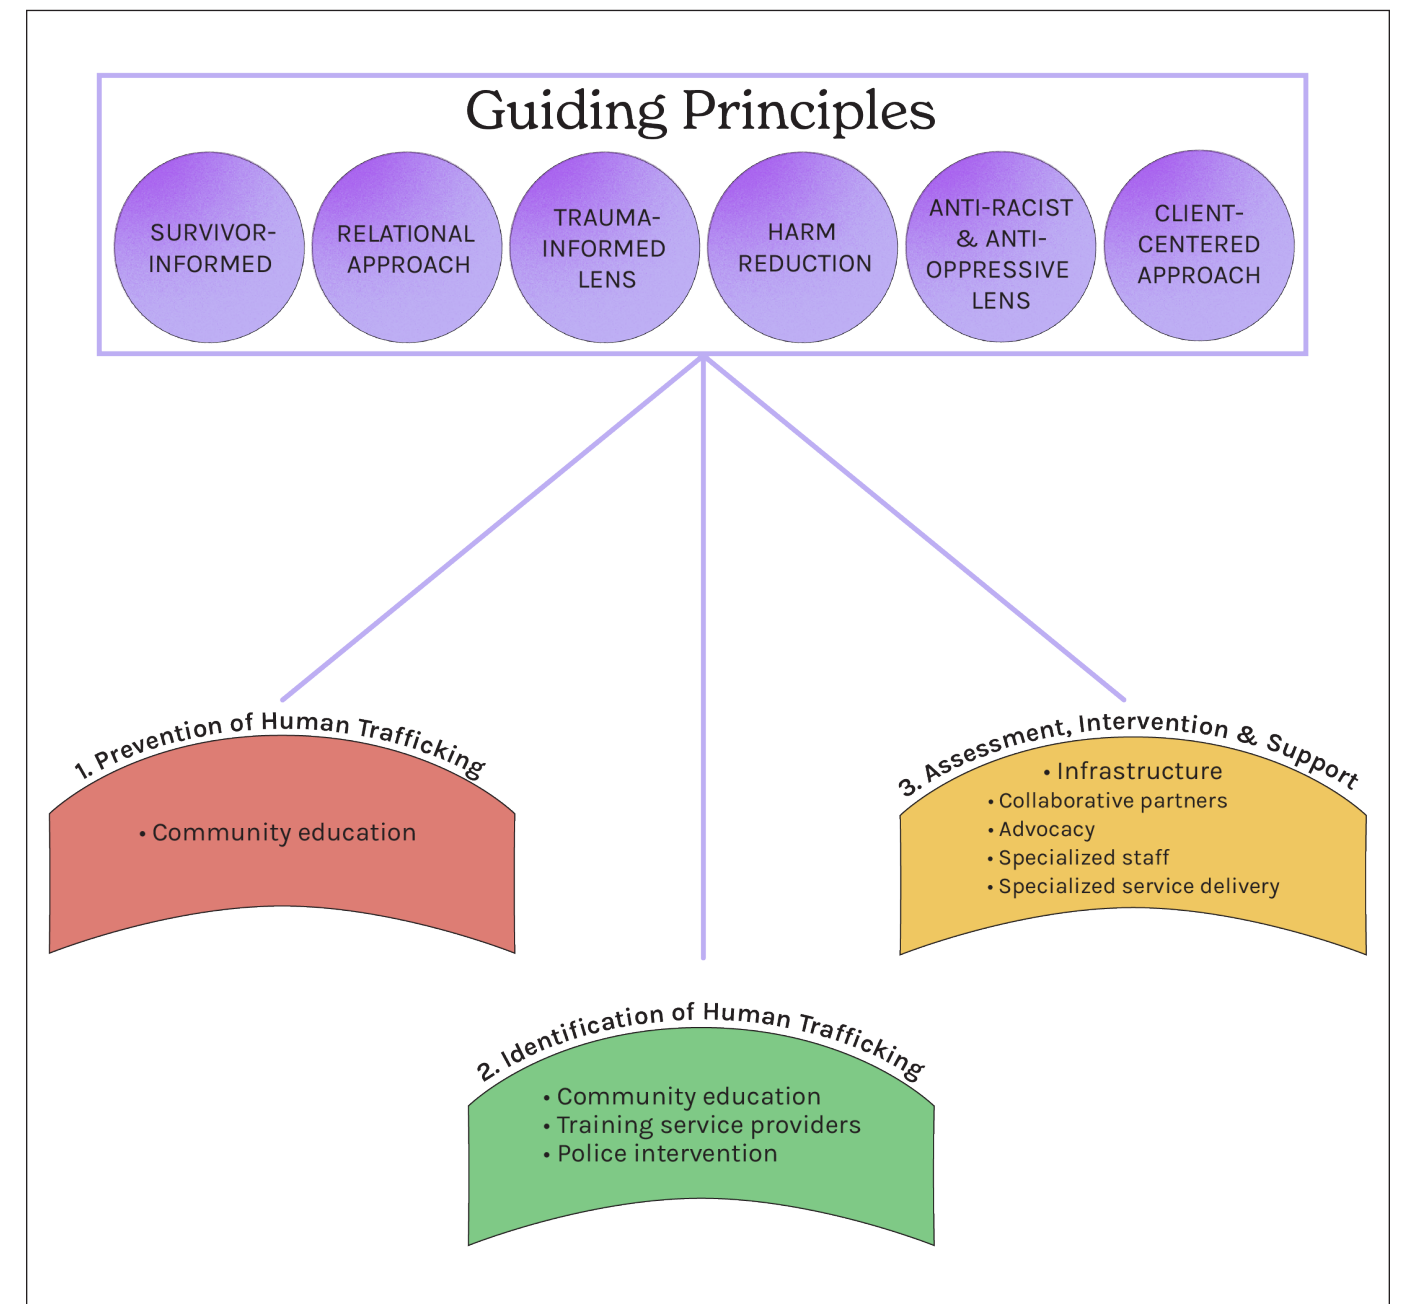 Guiding Principles
SURVIVOR-
INFORMED
RELATIONAL
APPROACH
TRAUMA-
INFORMED
LENS
HARM
REDUCTION
ANTI-RACIST
& ANTI-
OPPRESSIVE
LENS
CLIENT-
CENTERED
APPROACH
1. Prevention of Human Trafficking
• Community education
2. Identification of Human Trafficking
• Community education
• Training service providers
• Police intervention
3. Assessment, Intervention & Support
• Infrastructure
• Collaborative partners
• Advocacy
• Specialized staff
• Specialized service delivery